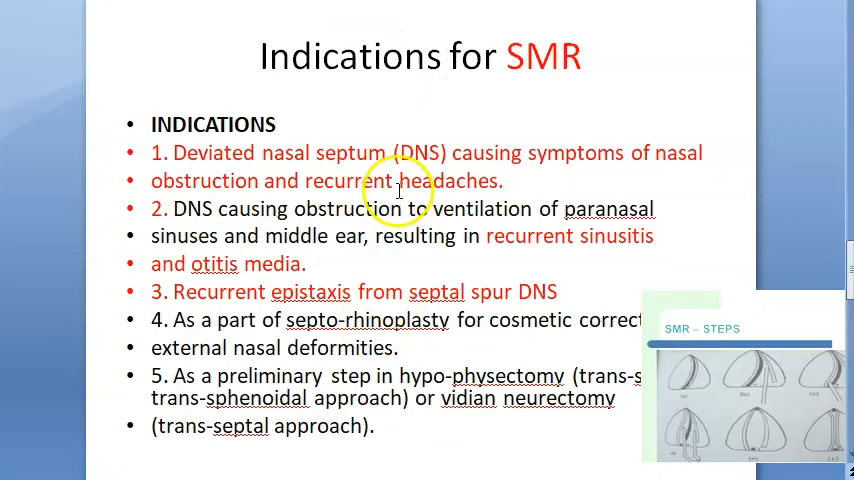 Indications for SMR
• INDICATIONS
• 1. Deviated nasal septum (DNS) causing symptoms of nasal
• obstruction and recurrent headaches.
• 2. DNS causing obstruction to ventilation of paranasal
• sinuses and middle ear, resulting in recurrent sinusitis
• and otitis media.
• 3. Recurrent epistaxis from septal spur DNS
• 4. As a part of septo-rhinoplasty for cosmetic correct
• external nasal deformities.
• 5. As a preliminary step in hypo-physectomy (trans-s
trans-sphenoidal approach) or vidian neurectomy
• (trans-septal approach).
SMR – STEPS